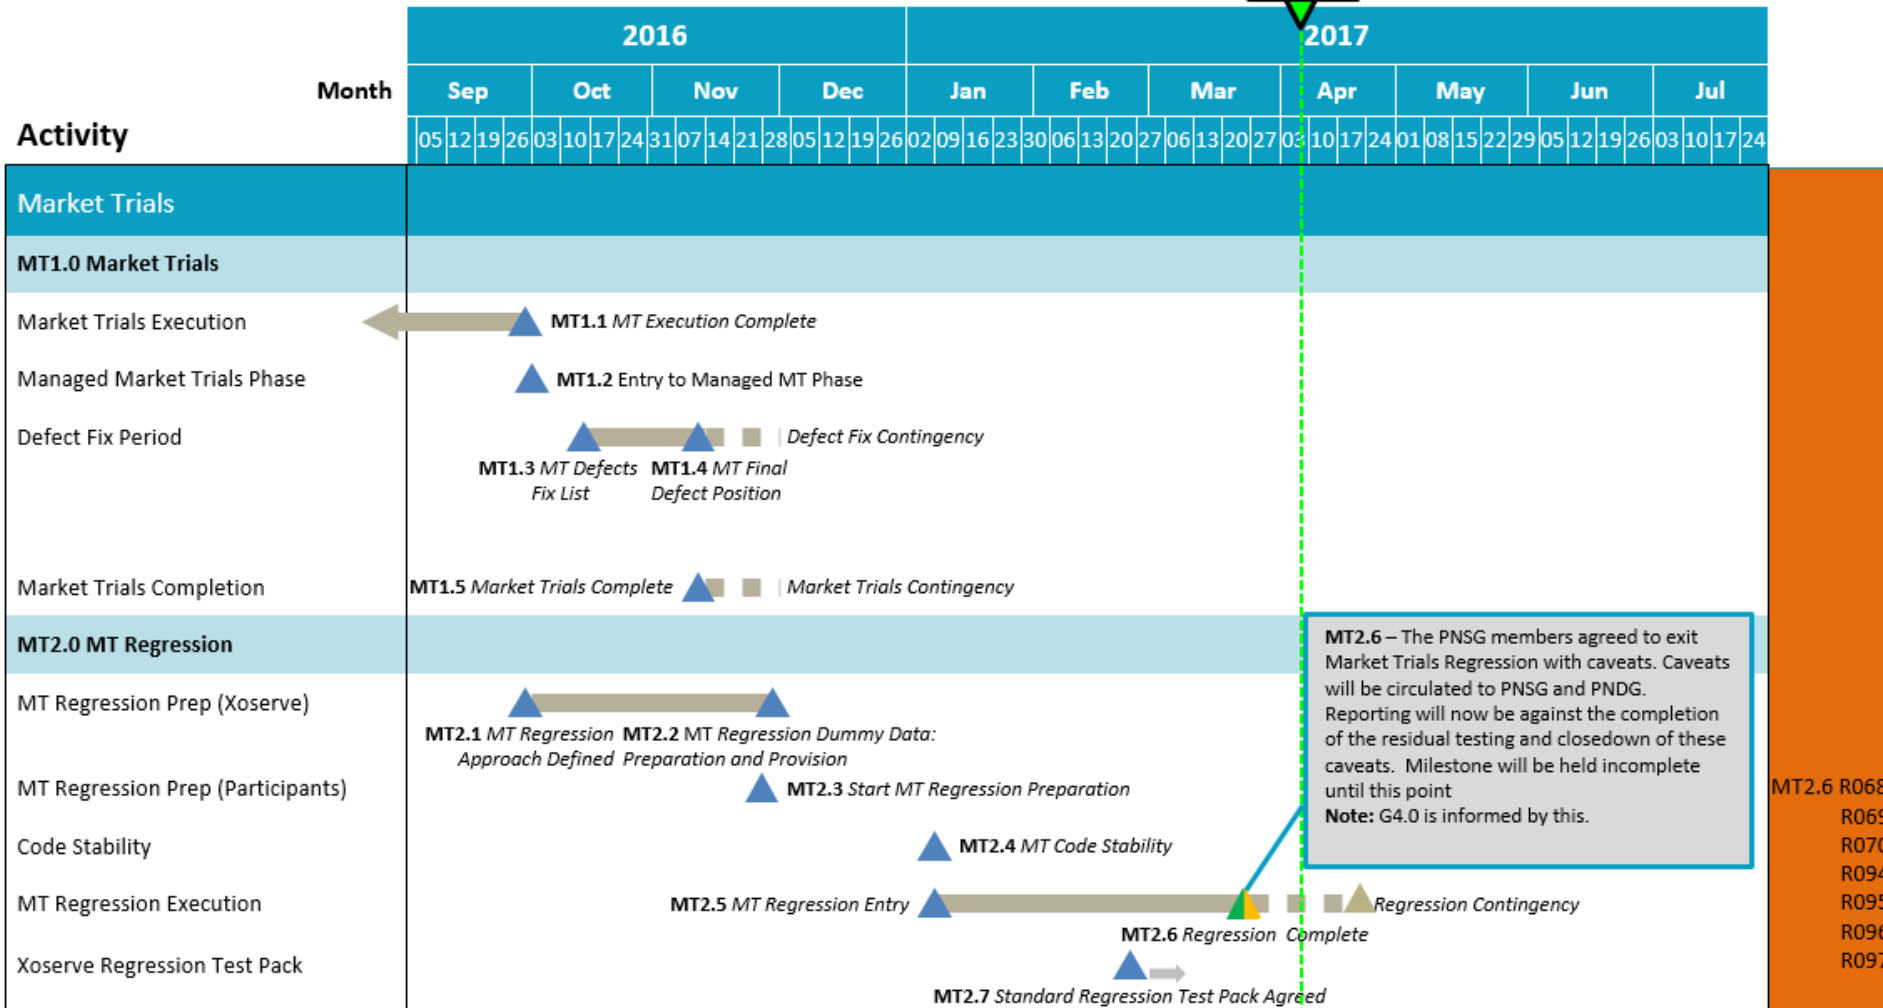 2016
2017
Month
Sep Oct Nov Dec Jan Feb Mar Apr May Jun Jul
Activity
05 12 19 26 03 10 17 24 31 07 14 21 28 05 12 19 26 02 09 16 23 30 06 13 20 27 06 13 20 27 03 10 17 24 01 08 15 22 29 05 12 19 26 03 10 17 24
Market Trials
MT1.0 Market Trials
Market Trials Execution
MT1.1 MT Execution Complete
Managed Market Trials Phase
MT1.2 Entry to Managed MT Phase
Defect Fix Period
Defect Fix Contingency
MT1.3 MT Defects
Fix List
MT1.4 MT Final
Defect Position
Market Trials Completion
MT1.5 Market Trials Complete
Market Trials Contingency
MT2.0 MT Regression
MT2.6 – The PNSG members agreed to exit
Market Trials Regression with caveats. Caveats
will be circulated to PNSG and PNDG.
Reporting will now be against the completion
of the residual testing and closedown of these
caveats. Milestone will be held incomplete
until this point
Note: G4.0 is informed by this.
MT Regression Prep (Xoserve)
MT2.1 MT Regression
Approach Defined
MT2.2 MT Regression Dummy Data:
Preparation and Provision
MT Regression Prep (Participants)
MT2.3 Start MT Regression Preparation
Code Stability
MT2.4 MT Code Stability
MT Regression Execution
MT2.5 MT Regression Entry
Regression Contingency
MT2.6 Regression Complete
Xoserve Regression Test Pack
MT2.7 Standard Regression Test Pack Agreed
MT2.6 R068
R069
R070
R094
R095
R096
R097